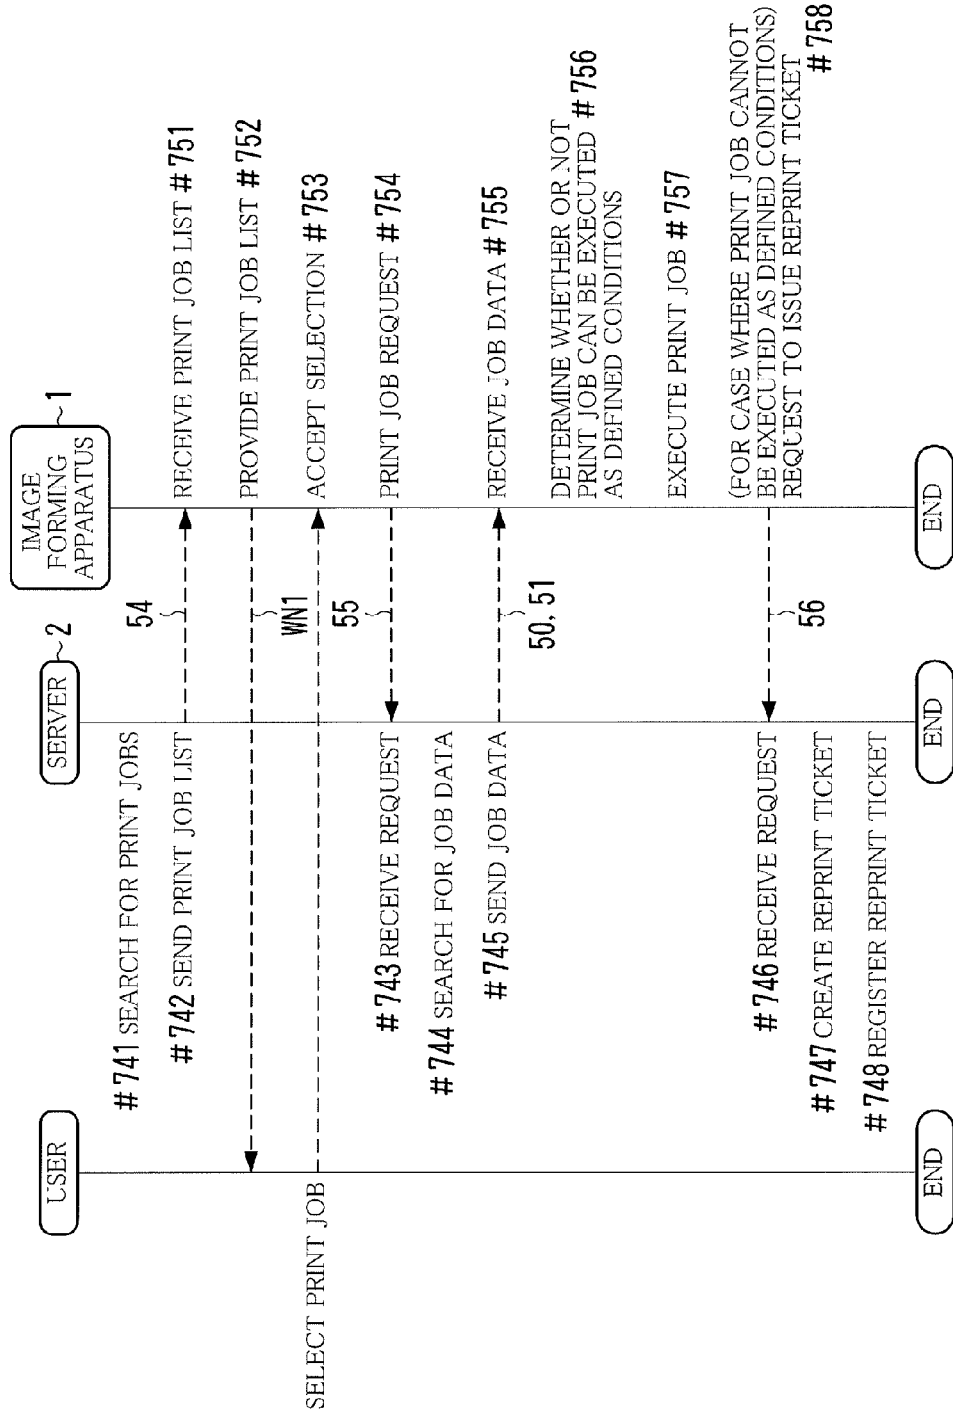 USER
SERVER
2
IMAGE
FORMING
APPARATUS
1
#741 SEARCH FOR PRINT JOBS
#742 SEND PRINT JOB LIST
54
RECEIVE PRINT JOB LIST #751
WN1
PROVIDE PRINT JOB LIST #752
SELECT PRINT JOB
ACCEPT SELECTION #753
#743 RECEIVE REQUEST
55
PRINT JOB REQUEST #754
#744 SEARCH FOR JOB DATA
#745 SEND JOB DATA
50, 51
RECEIVE JOB DATA #755
DETERMINE WHETHER OR NOT
PRINT JOB CAN BE EXECUTED #756
AS DEFINED CONDITIONS
EXECUTE PRINT JOB #757
(FOR CASE WHERE PRINT JOB CANNOT
BE EXECUTED AS DEFINED CONDITIONS)
REQUEST TO ISSUE REPRINT TICKET
#758
#746 RECEIVE REQUEST
56
#747 CREATE REPRINT TICKET
#748 REGISTER REPRINT TICKET
END
END
END